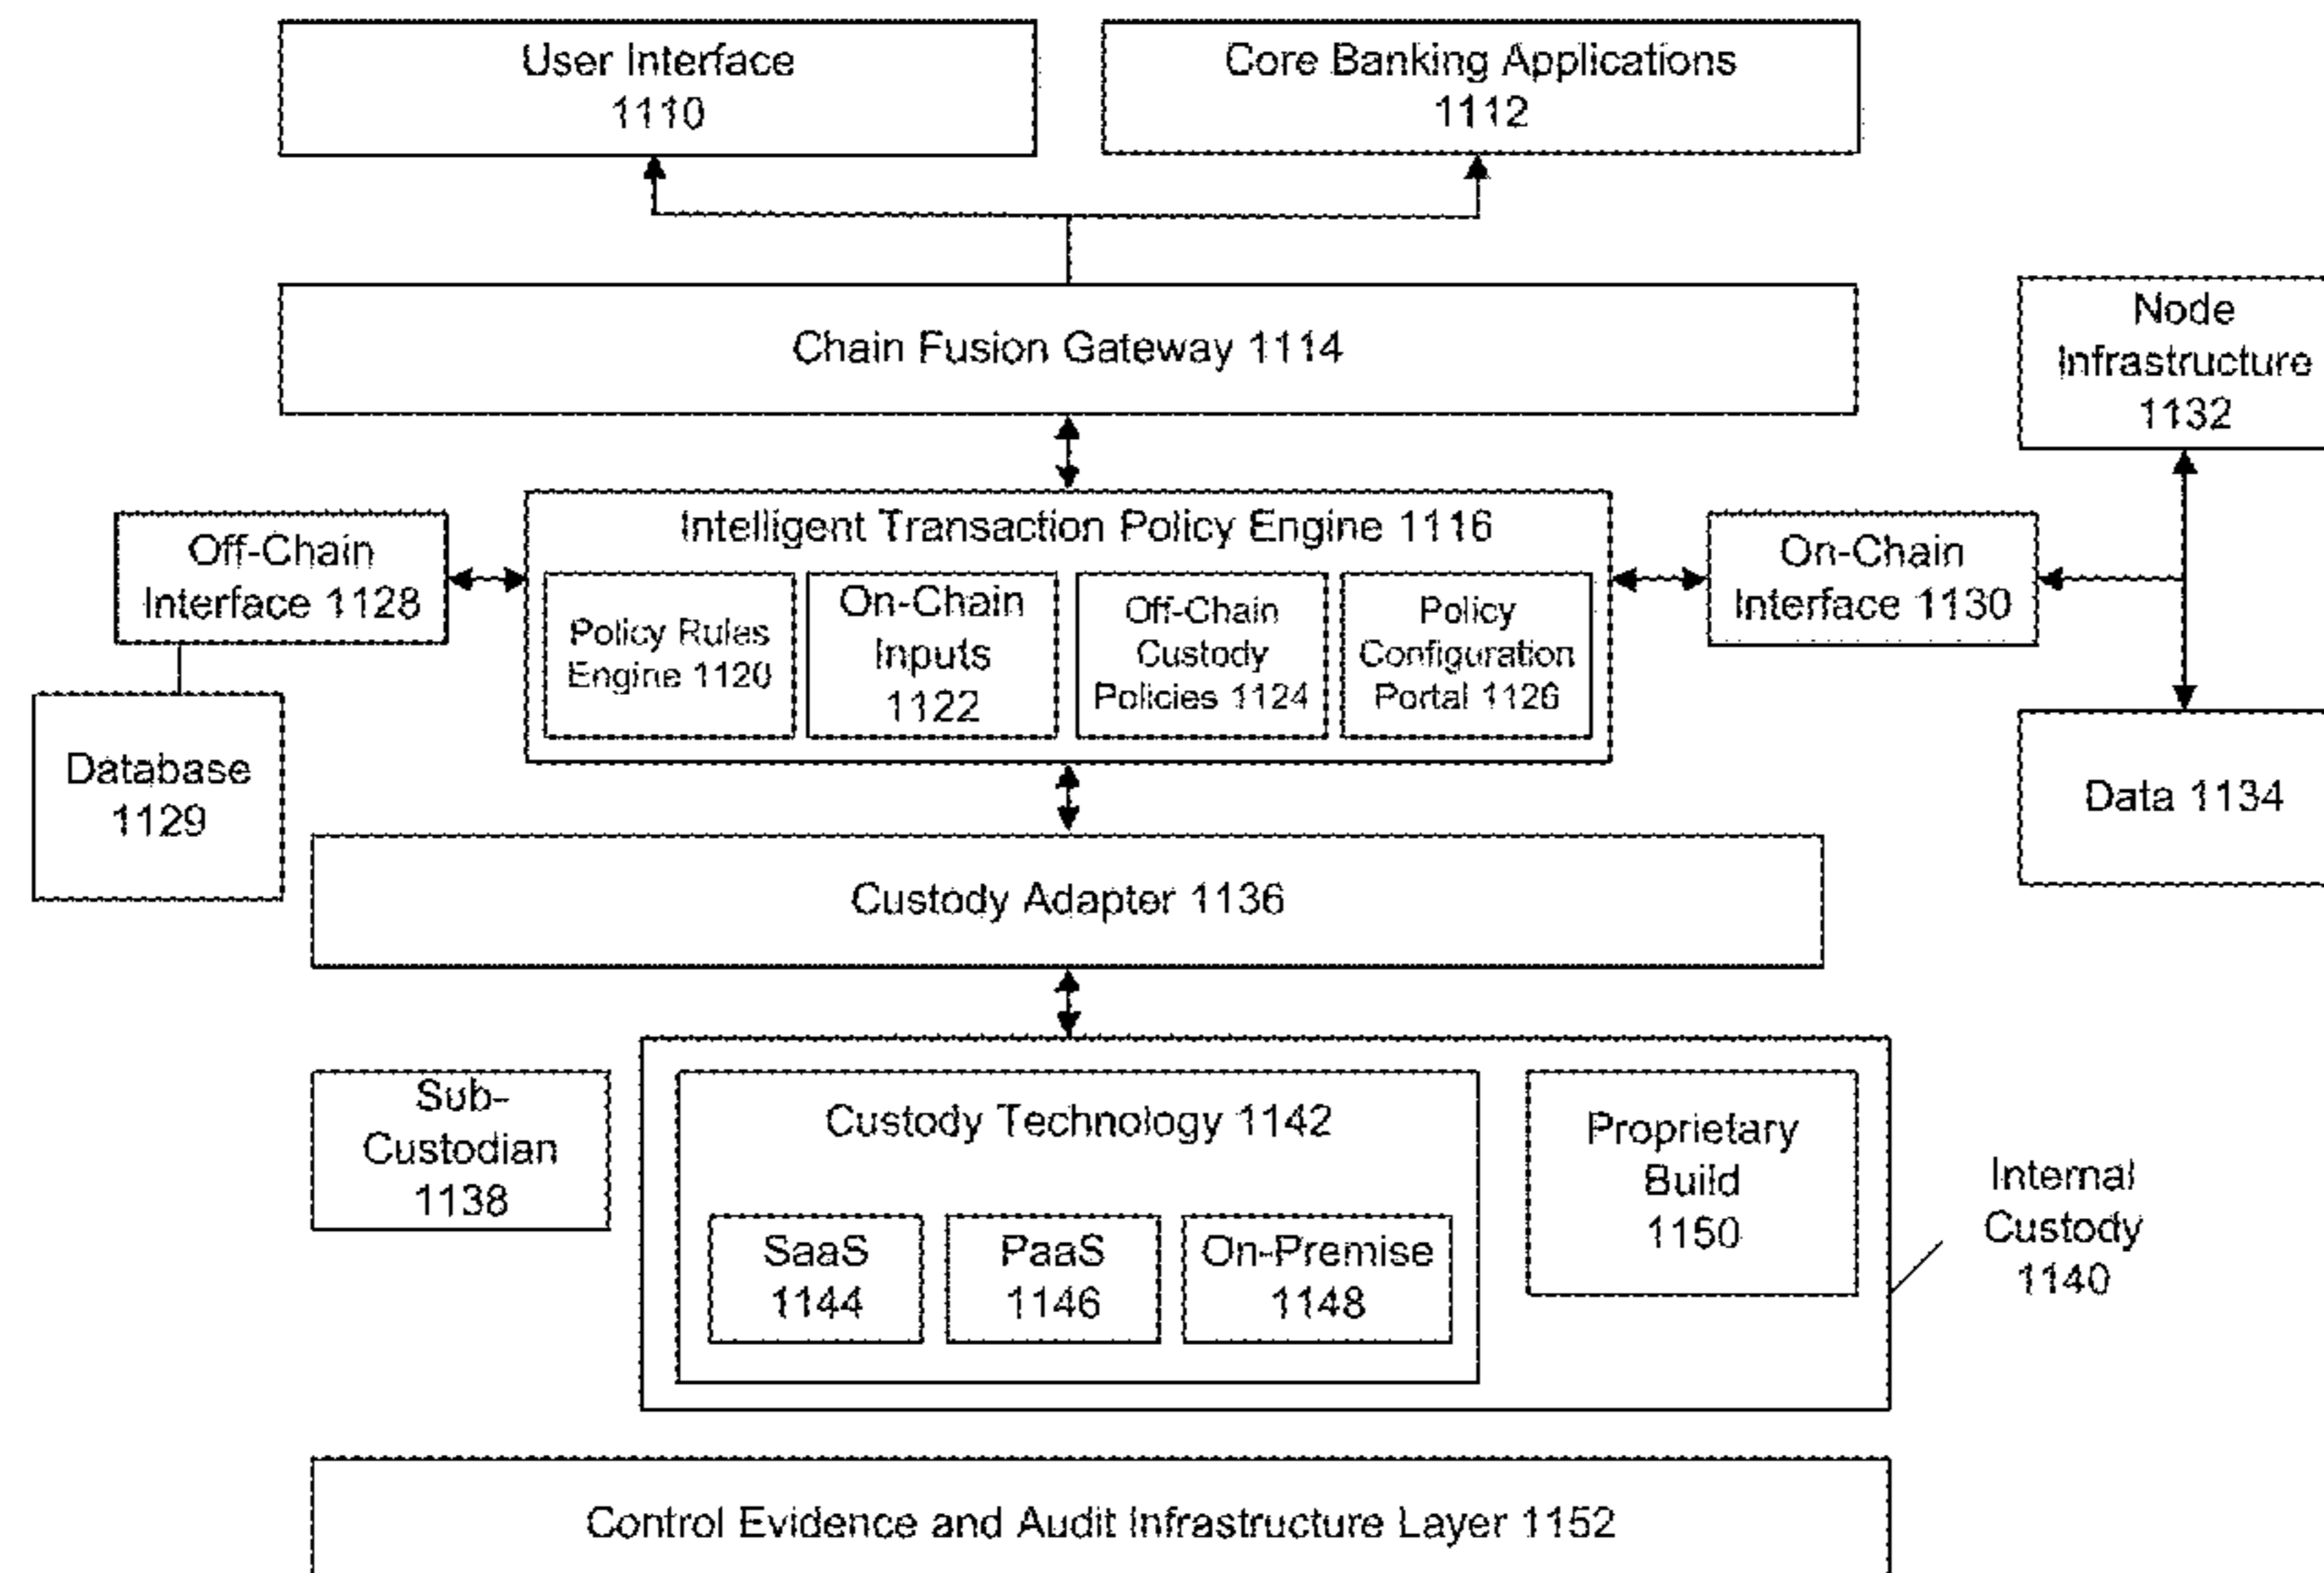 User Interface
1110
Core Banking Applications
1112
Chain Fusion Gateway 1114
Node
Infrastructure
1132
Intelligent Transaction Policy Engine 1116
Off-Chain
Interface 1128
Policy Rules
Engine 1120
On-Chain
Inputs
1122
Off-Chain
Custody
Policies 1124
Policy
Configuration
Portal 1126
On-Chain
Interface 1130
Database
1129
Data 1134
Custody Adapter 1136
Sub-
Custodian
1138
Custody Technology 1142
SaaS
1144
PaaS
1146
On-Premise
1148
Proprietary
Build
1150
Internal
Custody
1140
Control Evidence and Audit Infrastructure Layer 1152